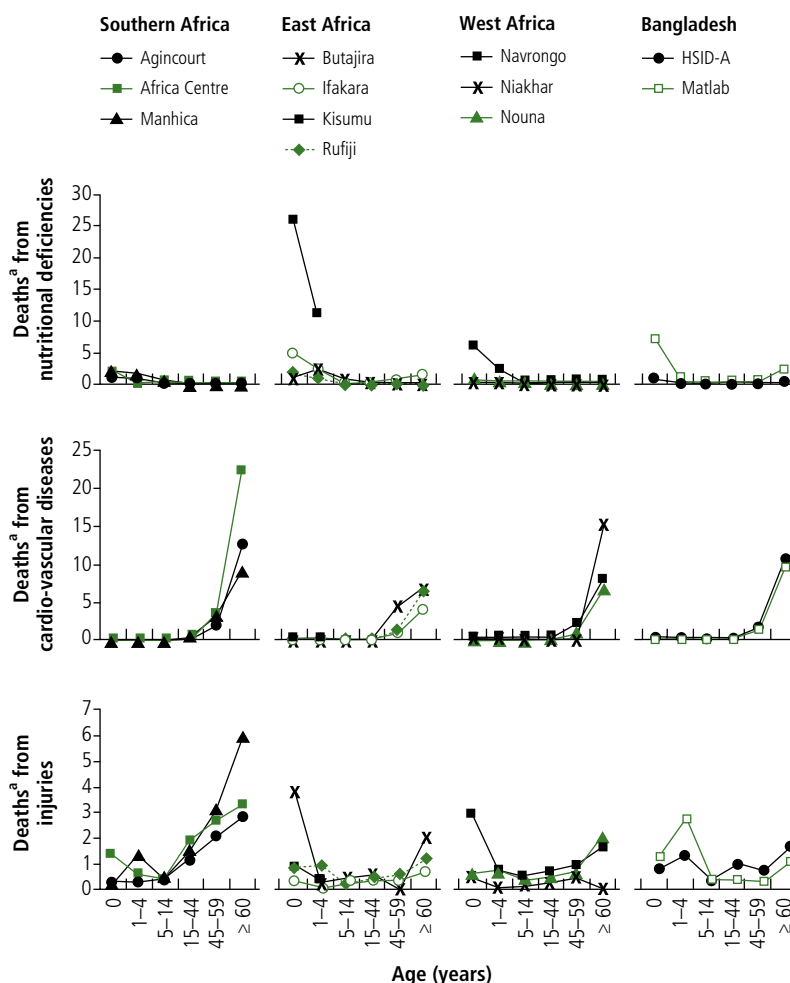 Southern Africa
Agincourt
Africa Centre
Manhica
East Africa
Butajira
Ifakara
Kisumu
Rufiji
West Africa
Navrongo
Niakhar
Nouna
Bangladesh
HSID-A
Matlab
Deathsª from
nutritional deficiencies
30
25
20
15
10
5
0
Deathsª from
cardio-vascular diseases
25
20
15
10
5
0
Deathsª from
injuries
7
6
5
4
3
2
1
0
0
1–4
5–14
15–44
45–59
≥ 60
0
1–4
5–14
15–44
45–59
≥ 60
0
1–4
5–14
15–44
45–59
≥ 60
0
1–4
5–14
15–44
45–59
≥ 60
Age (years)